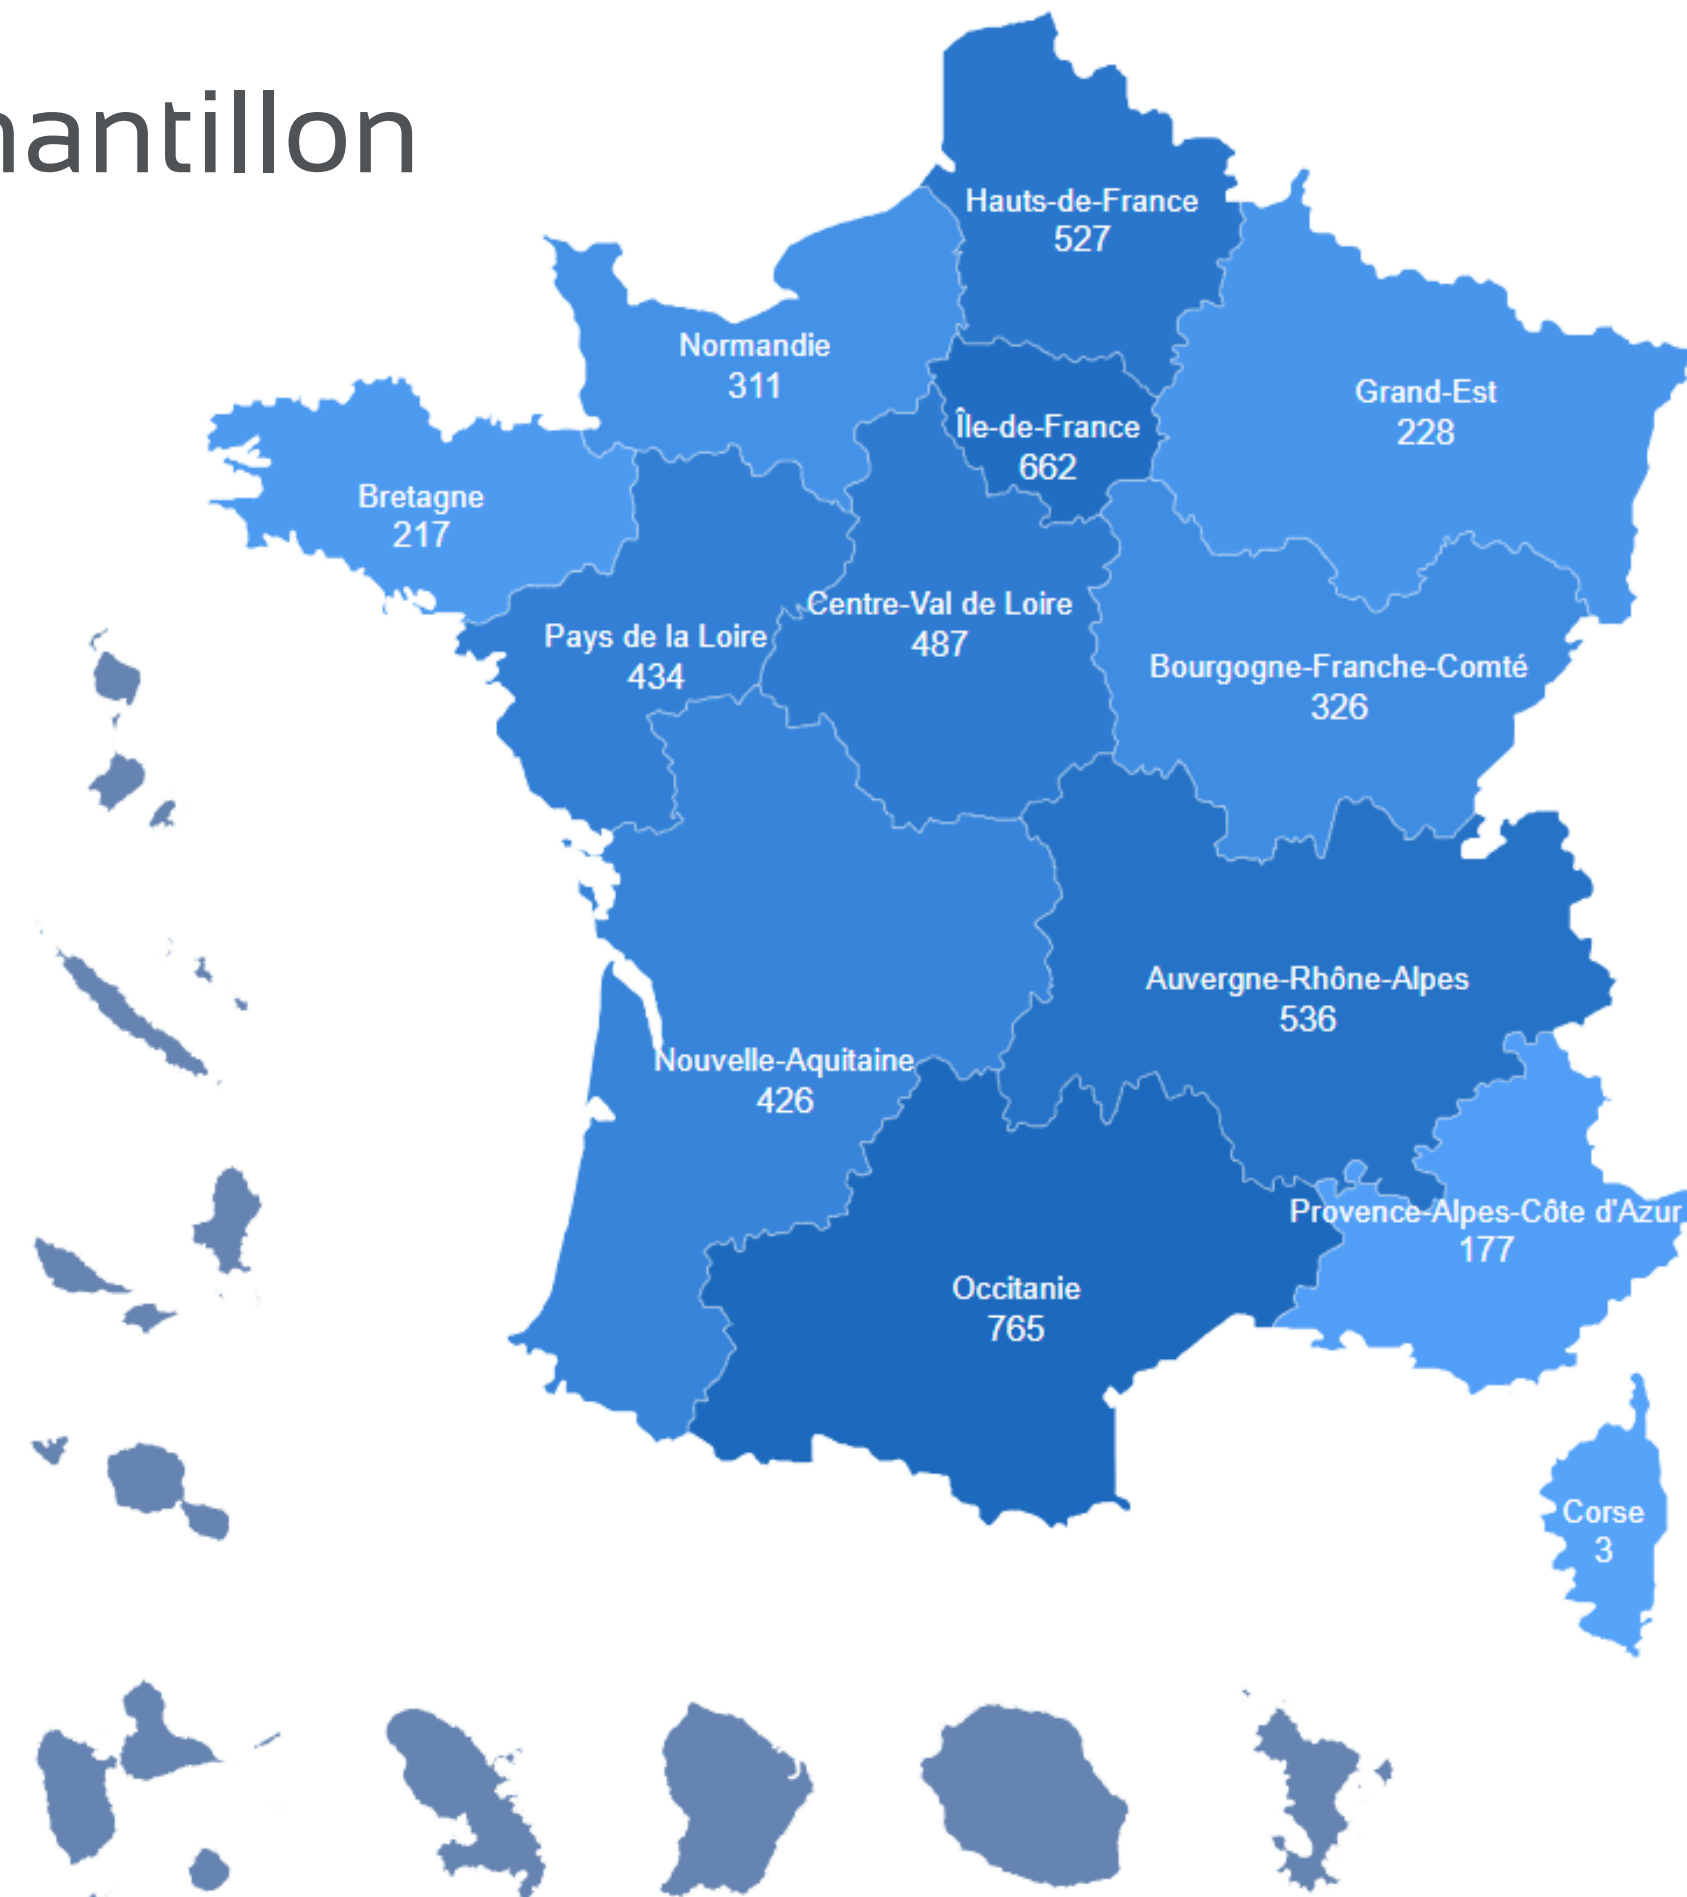 hantillon
Hauts-de-France
527
Normandie
311
Grand-Est
228
Île-de-France
662
Bretagne
217
Centre-Val de Loire
487
Pays de la Loire
434
Bourgogne-Franche-Comté
326
Auvergne-Rhône-Alpes
536
Nouvelle-Aquitaine
426
Provence-Alpes-Côte d'Azur
177
Occitanie
765
Corse
3